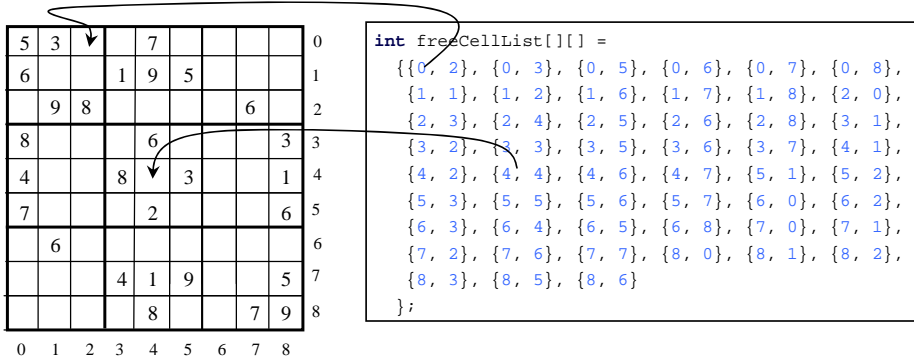 5 3 7 0
6 1 9 5 1
9 8 6 2
8 6 3 3
4 8 3 1 4
7 2 6 5
6 6
4 1 9 5 7
8 7 9 8
0 1 2 3 4 5 6 7 8
int freeCellList[][] =
{{0, 2}, {0, 3}, {0, 5}, {0, 6}, {0, 7}, {0, 8},
{1, 1}, {1, 2}, {1, 6}, {1, 7}, {1, 8}, {2, 0},
{2, 3}, {2, 4}, {2, 5}, {2, 6}, {2, 8}, {3, 1},
{3, 2}, {3, 3}, {3, 5}, {3, 6}, {3, 7}, {4, 1},
{4, 2}, {4, 4}, {4, 6}, {4, 7}, {5, 1}, {5, 2},
{5, 3}, {5, 5}, {5, 6}, {5, 7}, {6, 0}, {6, 2},
{6, 3}, {6, 4}, {6, 5}, {6, 8}, {7, 0}, {7, 1},
{7, 2}, {7, 6}, {7, 7}, {8, 0}, {8, 1}, {8, 2},
{8, 3}, {8, 5}, {8, 6}
};